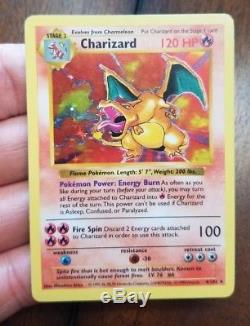 STAGE 2
Evolves from Charmeleon
Put Charizard on the Stage 1 card
Charizard
120 HP
Flame Pokémon. Length: 5' 7", Weight: 200 lbs.
Pokémon Power: Energy Burn As often as you
like during your turn (before your attack), you may turn all
Energy attached to Charizard into for the
rest of the turn. This power can't be used if Charizard is
Asleep, Confused, or Paralyzed.
Fire Spin Discard 2 Energy cards attached
to Charizard in order to use this attack.
100
weakness
resistance
retreat cost
-30
Spits fire that is hot enough to melt boulders. Known to
unintentionally cause forest fires. LV. 76 #6
4/102